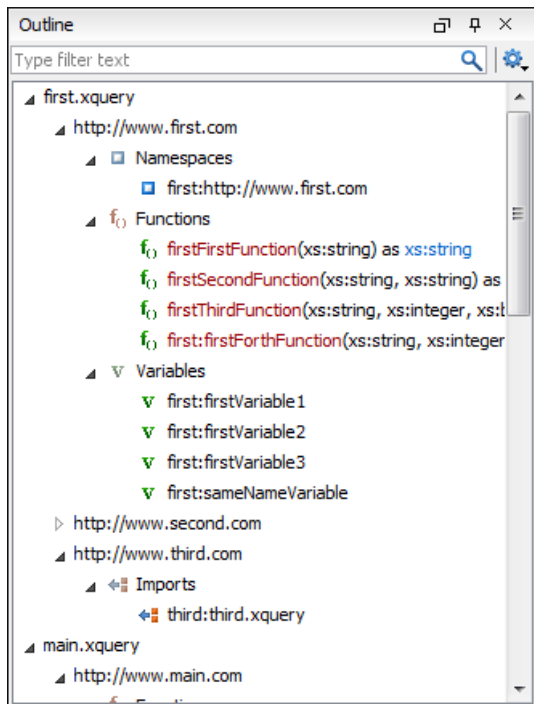 Outline
Type filter text
first.xquery
http://www.first.com
Namespaces
first:http://www.first.com
f() Functions
f() firstFirstFunction(xs:string) as xs:string
f() firstSecondFunction(xs:string, xs:string) as
f() firstThirdFunction(xs:string, xs:integer, xs:
f() first:firstForthFunction(xs:string, xs:integer
V Variables
V first:firstVariable1
V first:firstVariable2
V first:firstVariable3
V first:sameNameVariable
http://www.second.com
http://www.third.com
Imports
third:third.xquery
main.xquery
http://www.main.com